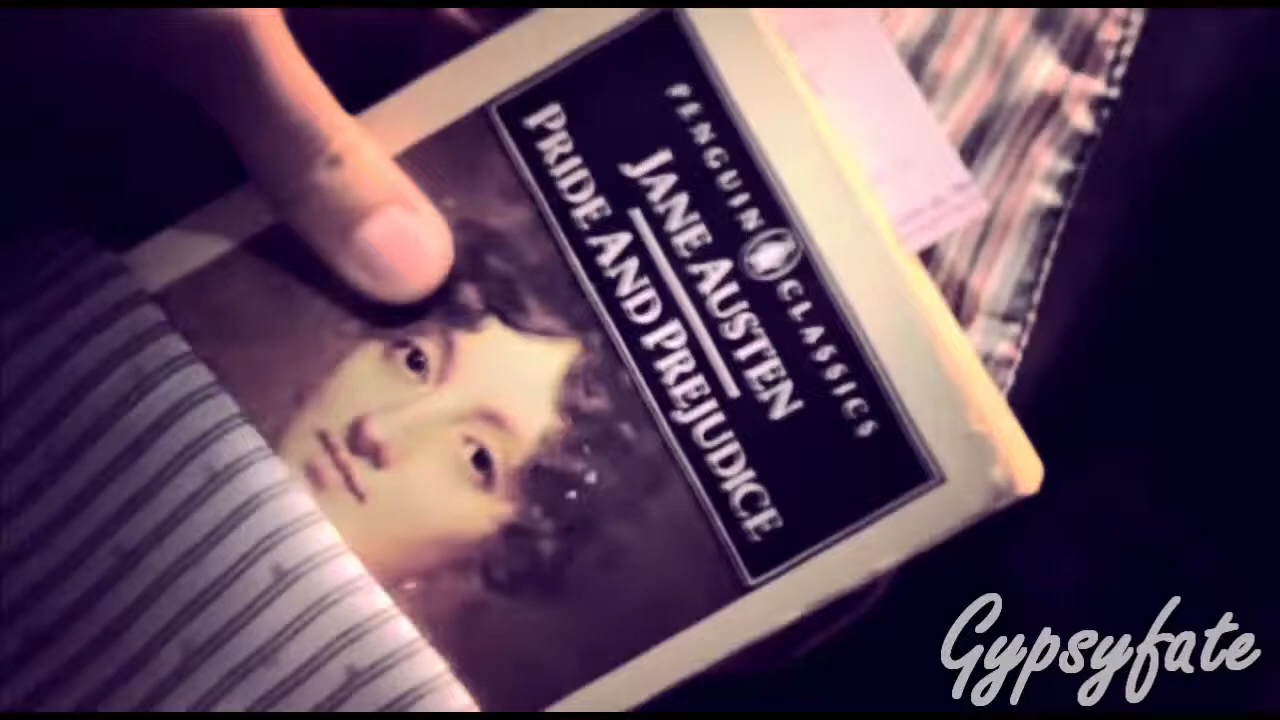 PENGUIN CLASSICS
JANE AUSTEN
PRIDE AND PREJUDICE
Gypsyfate